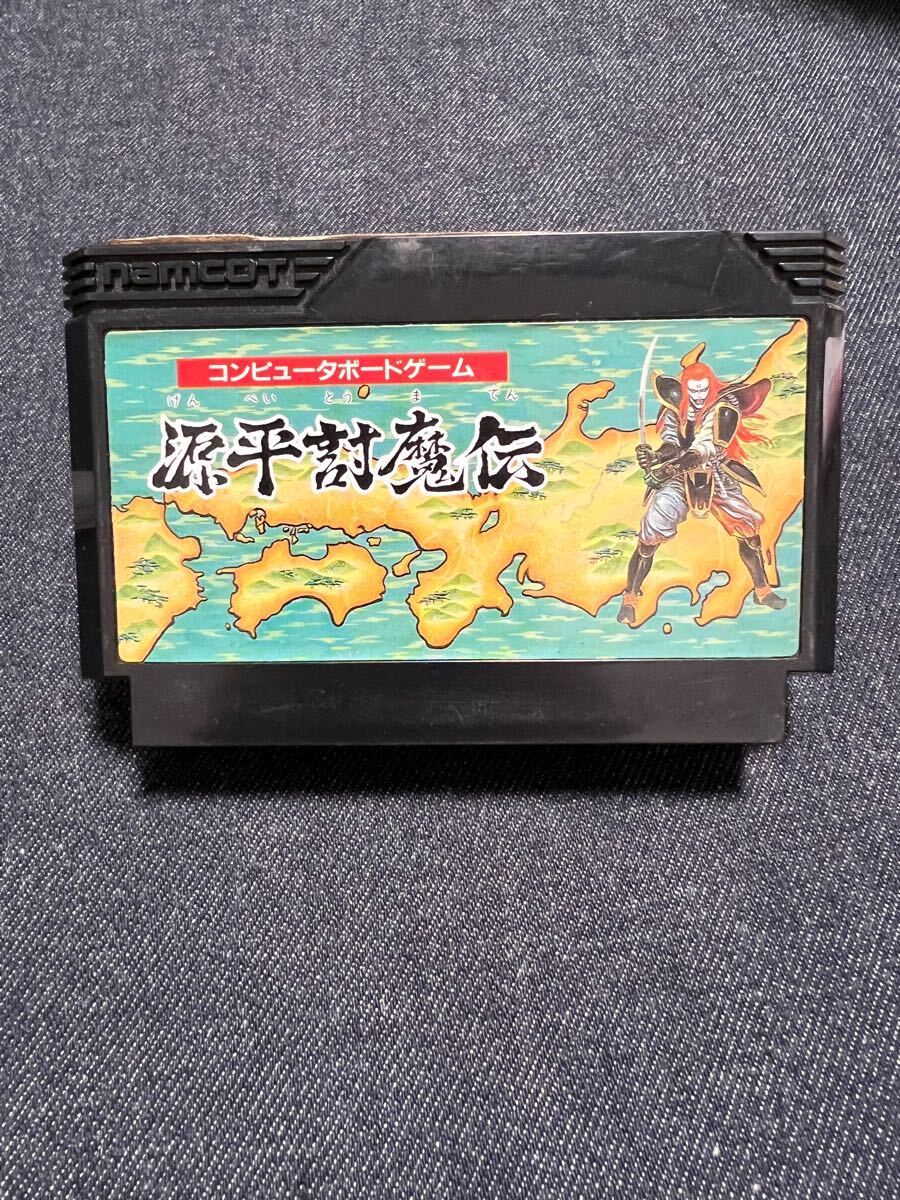 namcot
コンピュータボードゲーム
げん ぺい とう ま でん
源平討魔伝